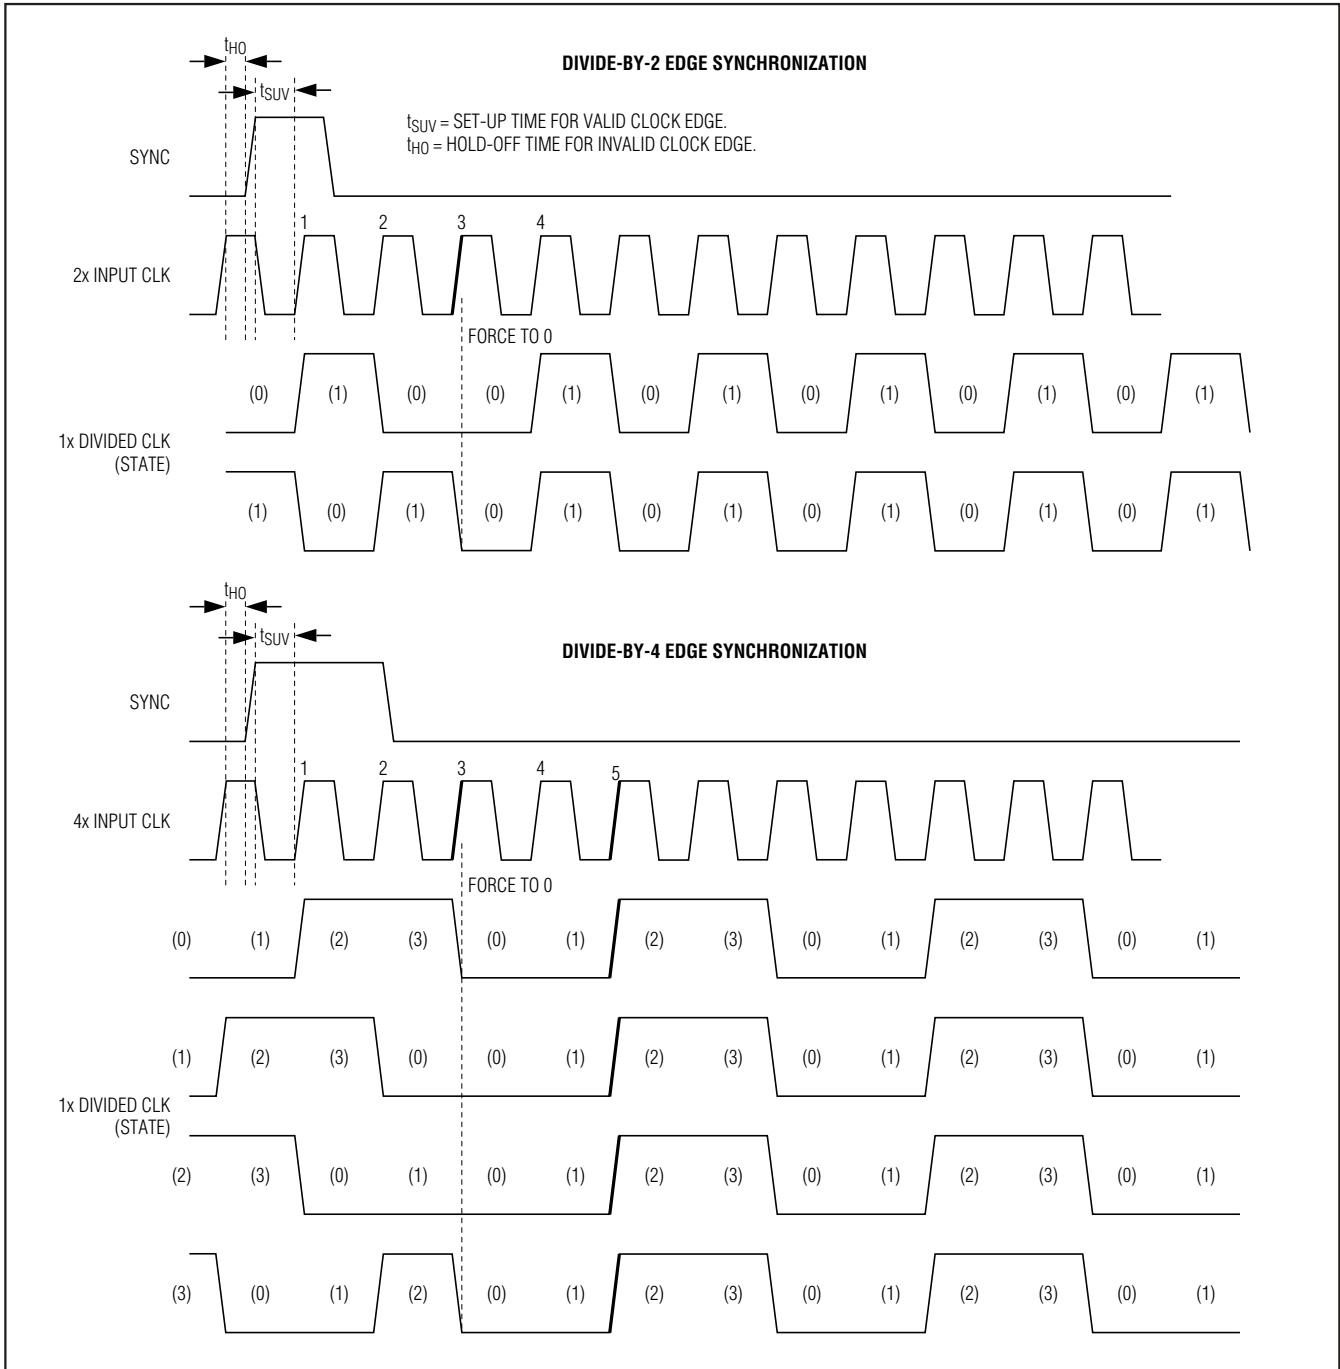 tHO
DIVIDE-BY-2 EDGE SYNCHRONIZATION
tSUV
tSUV = SET-UP TIME FOR VALID CLOCK EDGE.
tHO = HOLD-OFF TIME FOR INVALID CLOCK EDGE.
SYNC
1 2 3 4
2x INPUT CLK
FORCE TO 0
(0) (1) (0) (0) (1) (0) (1) (0) (1) (0) (1) (0) (1)
1x DIVIDED CLK
(STATE)
(1) (0) (1) (0) (1) (0) (1) (0) (1) (0) (1) (0) (1)
tHO
tSUV
DIVIDE-BY-4 EDGE SYNCHRONIZATION
SYNC
1 2 3 4 5
4x INPUT CLK
FORCE TO 0
(0) (1) (2) (3) (0) (1) (2) (3) (0) (1) (2) (3) (0) (1)
(1) (2) (3) (0) (0) (1) (2) (3) (0) (1) (2) (3) (0) (1)
1x DIVIDED CLK
(STATE)
(2) (3) (0) (1) (0) (1) (2) (3) (0) (1) (2) (3) (0) (1)
(3) (0) (1) (2) (0) (1) (2) (3) (0) (1) (2) (3) (0) (1)